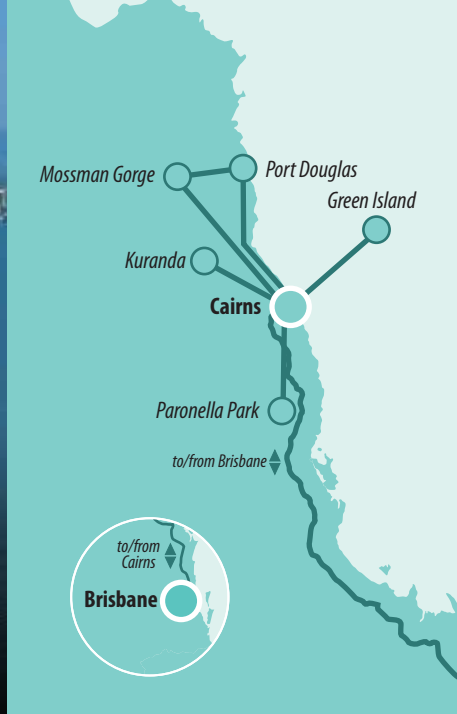 Mossman Gorge
Port Douglas
Green Island
Kuranda
Cairns
Paronella Park
to/from Brisbane
to/from
Cairns
Brisbane